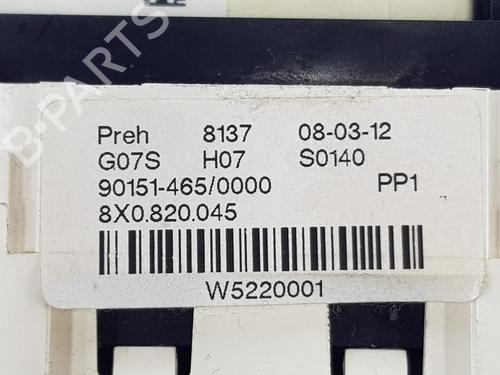 Preh 8137 08-03-12
G07S H07 S0140
90151-465/0000 PP1
8X0.820.045
W5220001
B-PARTS